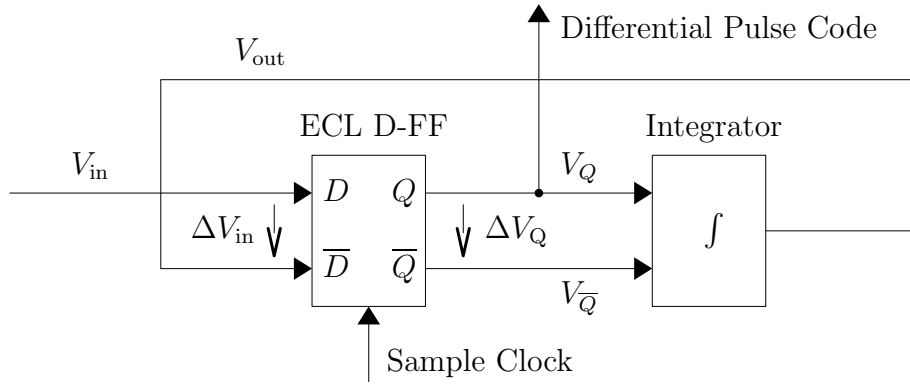 Differential Pulse Code
V_out
ECL D-FF
Integrator
V_in
V_Q
D Q
ΔV_in
ΔV_Q
∫
D̅ Q̅
V_Q̅
Sample Clock